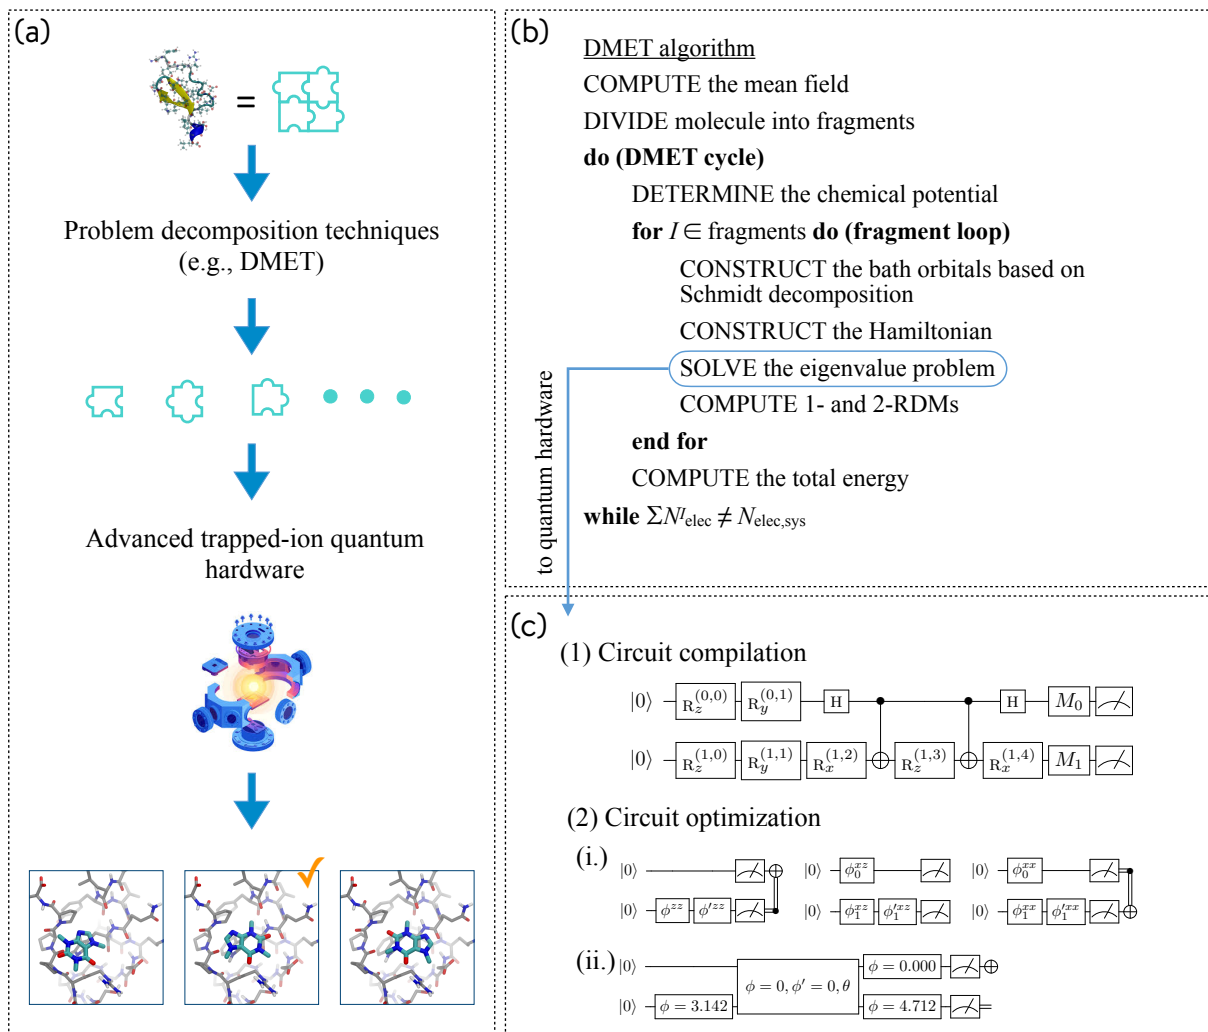 (a)
=
Problem decomposition techniques
(e.g., DMET)
Advanced trapped-ion quantum
hardware
(b)
DMET algorithm
COMPUTE the mean field
DIVIDE molecule into fragments
do (DMET cycle)
DETERMINE the chemical potential
for I ∈ fragments do (fragment loop)
CONSTRUCT the bath orbitals based on
Schmidt decomposition
CONSTRUCT the Hamiltonian
SOLVE the eigenvalue problem
COMPUTE 1- and 2-RDMs
end for
COMPUTE the total energy
while ΣN^I_elec ≠ N_elec,sys
to quantum hardware
(c)
(1) Circuit compilation
|0⟩ R_z^(0,0) R_y^(0,1) H H M_0
|0⟩ R_z^(1,0) R_y^(1,1) R_x^(1,2) R_z^(1,3) R_x^(1,4) M_1
(2) Circuit optimization
(i.)
|0⟩ |0⟩ ϕ_0^xz |0⟩ ϕ_0^xx
|0⟩ ϕ^zz ϕ'^zz |0⟩ ϕ_1^xz ϕ'_1^xz |0⟩ ϕ_1^xx ϕ'_1^xx
(ii.)
|0⟩ ϕ = 0.000
ϕ = 0, ϕ' = 0, θ
|0⟩ ϕ = 3.142 ϕ = 4.712